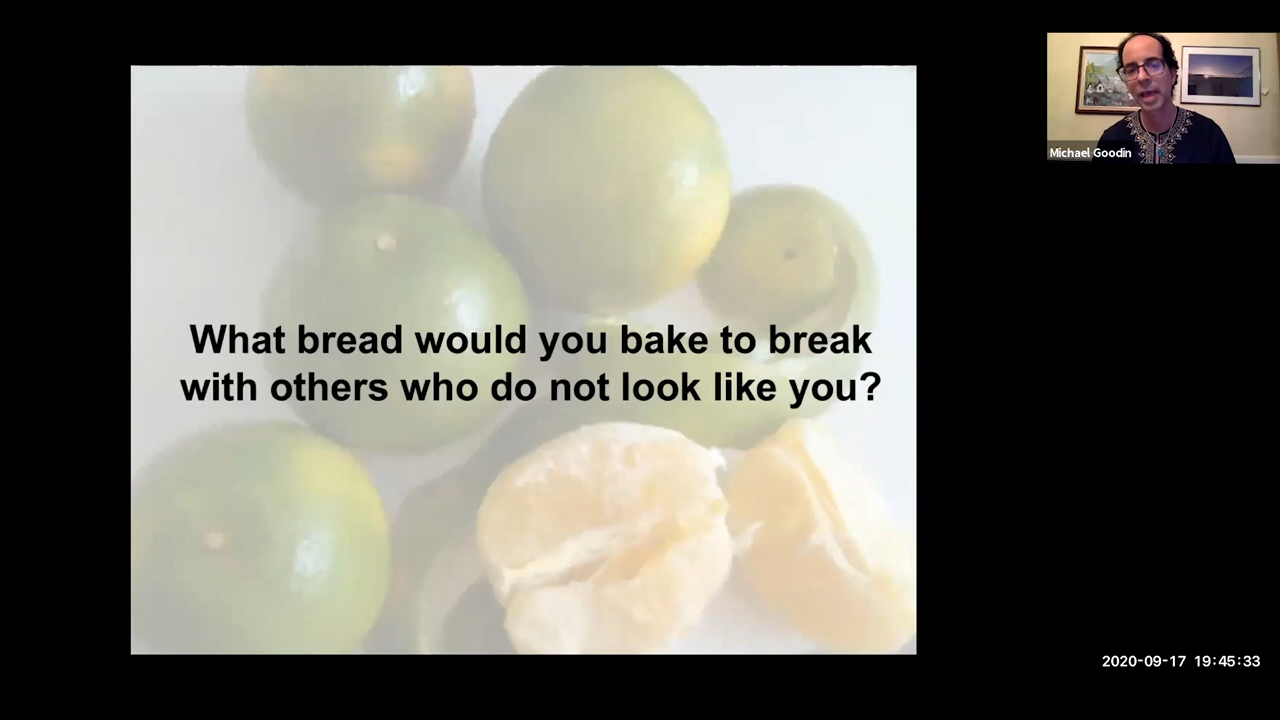 Michael Goodin
What bread would you bake to break
with others who do not look like you?
2020-09-17 19:45:33